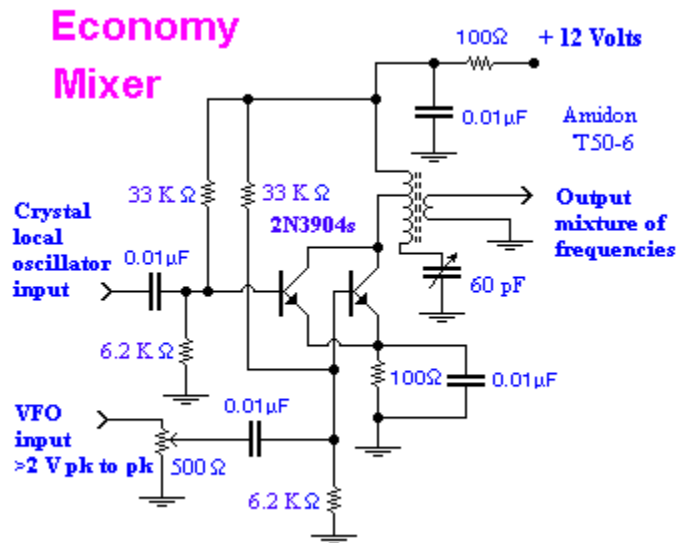 Economy
Mixer
100Ω
+ 12 Volts
0.01µF
Amidon
T50-6
33 K Ω
33 K Ω
2N3904s
Output
mixture of
frequencies
Crystal
local
oscillator
input
0.01µF
60 pF
6.2 K Ω
100Ω
0.01µF
VFO
input
>2 V pk to pk
0.01µF
500 Ω
6.2 K Ω